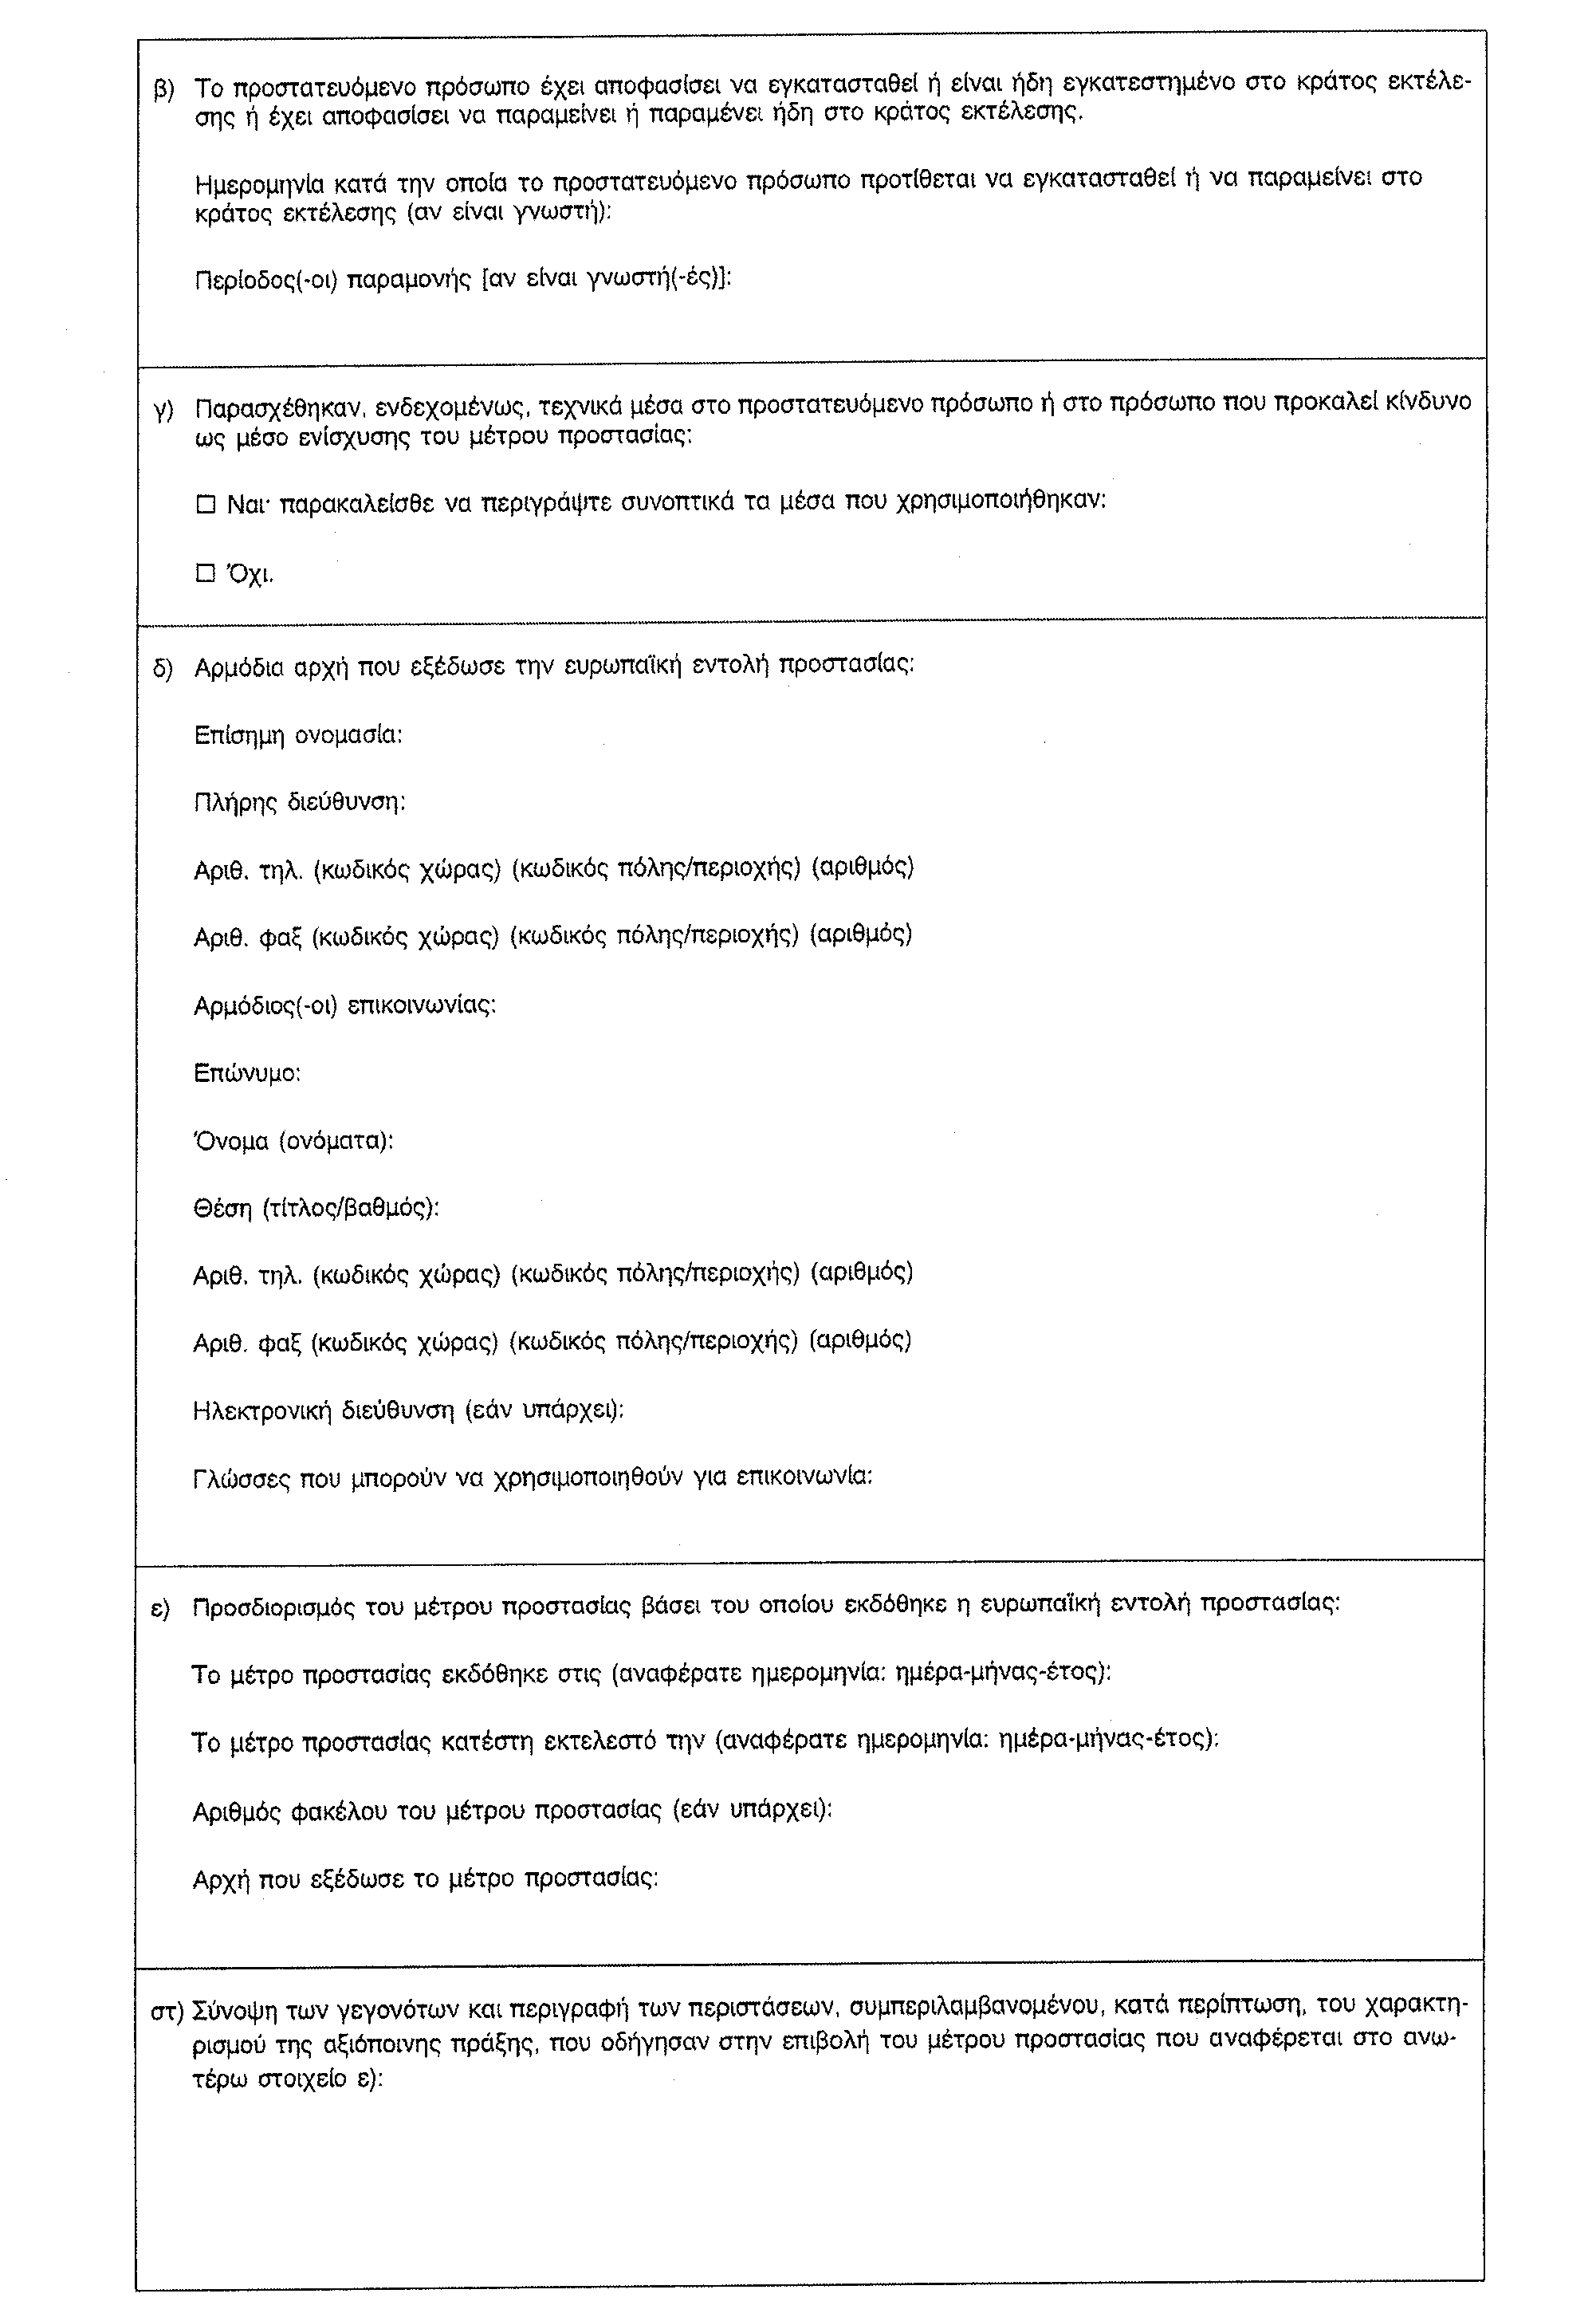 β) Το προστατευόμενο πρόσωπο έχει αποφασίσει να εγκατασταθεί ή είναι ήδη εγκατεστημένο στο κράτος εκτέλε-
σης ή έχει αποφασίσει να παραμείνει ή παραμένει ήδη στο κράτος εκτέλεσης.
Ημερομηνία κατά την οποία το προστατευόμενο πρόσωπο προτίθεται να εγκατασταθεί ή να παραμείνει στο
κράτος εκτέλεσης (αν είναι γνωστή):
Περίοδος(-οι) παραμονής [αν είναι γνωστή(-ές)]:
γ) Παρασχέθηκαν, ενδεχομένως, τεχνικά μέσα στο προστατευόμενο πρόσωπο ή στο πρόσωπο που προκαλεί κίνδυνο
ως μέσο ενίσχυσης του μέτρου προστασίας:
☐ Ναι· παρακαλείσθε να περιγράψτε συνοπτικά τα μέσα που χρησιμοποιήθηκαν:
☐ Όχι.
δ) Αρμόδια αρχή που εξέδωσε την ευρωπαϊκή εντολή προστασίας:
Επίσημη ονομασία:
Πλήρης διεύθυνση:
Αριθ. τηλ. (κωδικός χώρας) (κωδικός πόλης/περιοχής) (αριθμός)
Αριθ. φαξ (κωδικός χώρας) (κωδικός πόλης/περιοχής) (αριθμός)
Αρμόδιος(-οι) επικοινωνίας:
Επώνυμο:
Όνομα (ονόματα):
Θέση (τίτλος/βαθμός):
Αριθ. τηλ. (κωδικός χώρας) (κωδικός πόλης/περιοχής) (αριθμός)
Αριθ. φαξ (κωδικός χώρας) (κωδικός πόλης/περιοχής) (αριθμός)
Ηλεκτρονική διεύθυνση (εάν υπάρχει):
Γλώσσες που μπορούν να χρησιμοποιηθούν για επικοινωνία:
ε) Προσδιορισμός του μέτρου προστασίας βάσει του οποίου εκδόθηκε η ευρωπαϊκή εντολή προστασίας:
Το μέτρο προστασίας εκδόθηκε στις (αναφέρατε ημερομηνία: ημέρα-μήνας-έτος):
Το μέτρο προστασίας κατέστη εκτελεστό την (αναφέρατε ημερομηνία: ημέρα-μήνας-έτος):
Αριθμός φακέλου του μέτρου προστασίας (εάν υπάρχει):
Αρχή που εξέδωσε το μέτρο προστασίας:
στ) Σύνοψη των γεγονότων και περιγραφή των περιστάσεων, συμπεριλαμβανομένου, κατά περίπτωση, του χαρακτη-
ρισμού της αξιόποινης πράξης, που οδήγησαν στην επιβολή του μέτρου προστασίας που αναφέρεται στο ανω-
τέρω στοιχείο ε):